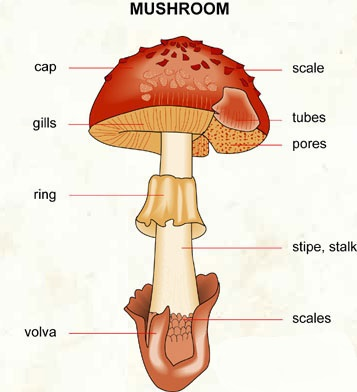 MUSHROOM
cap
scale
gills
tubes
pores
ring
stipe, stalk
scales
volva